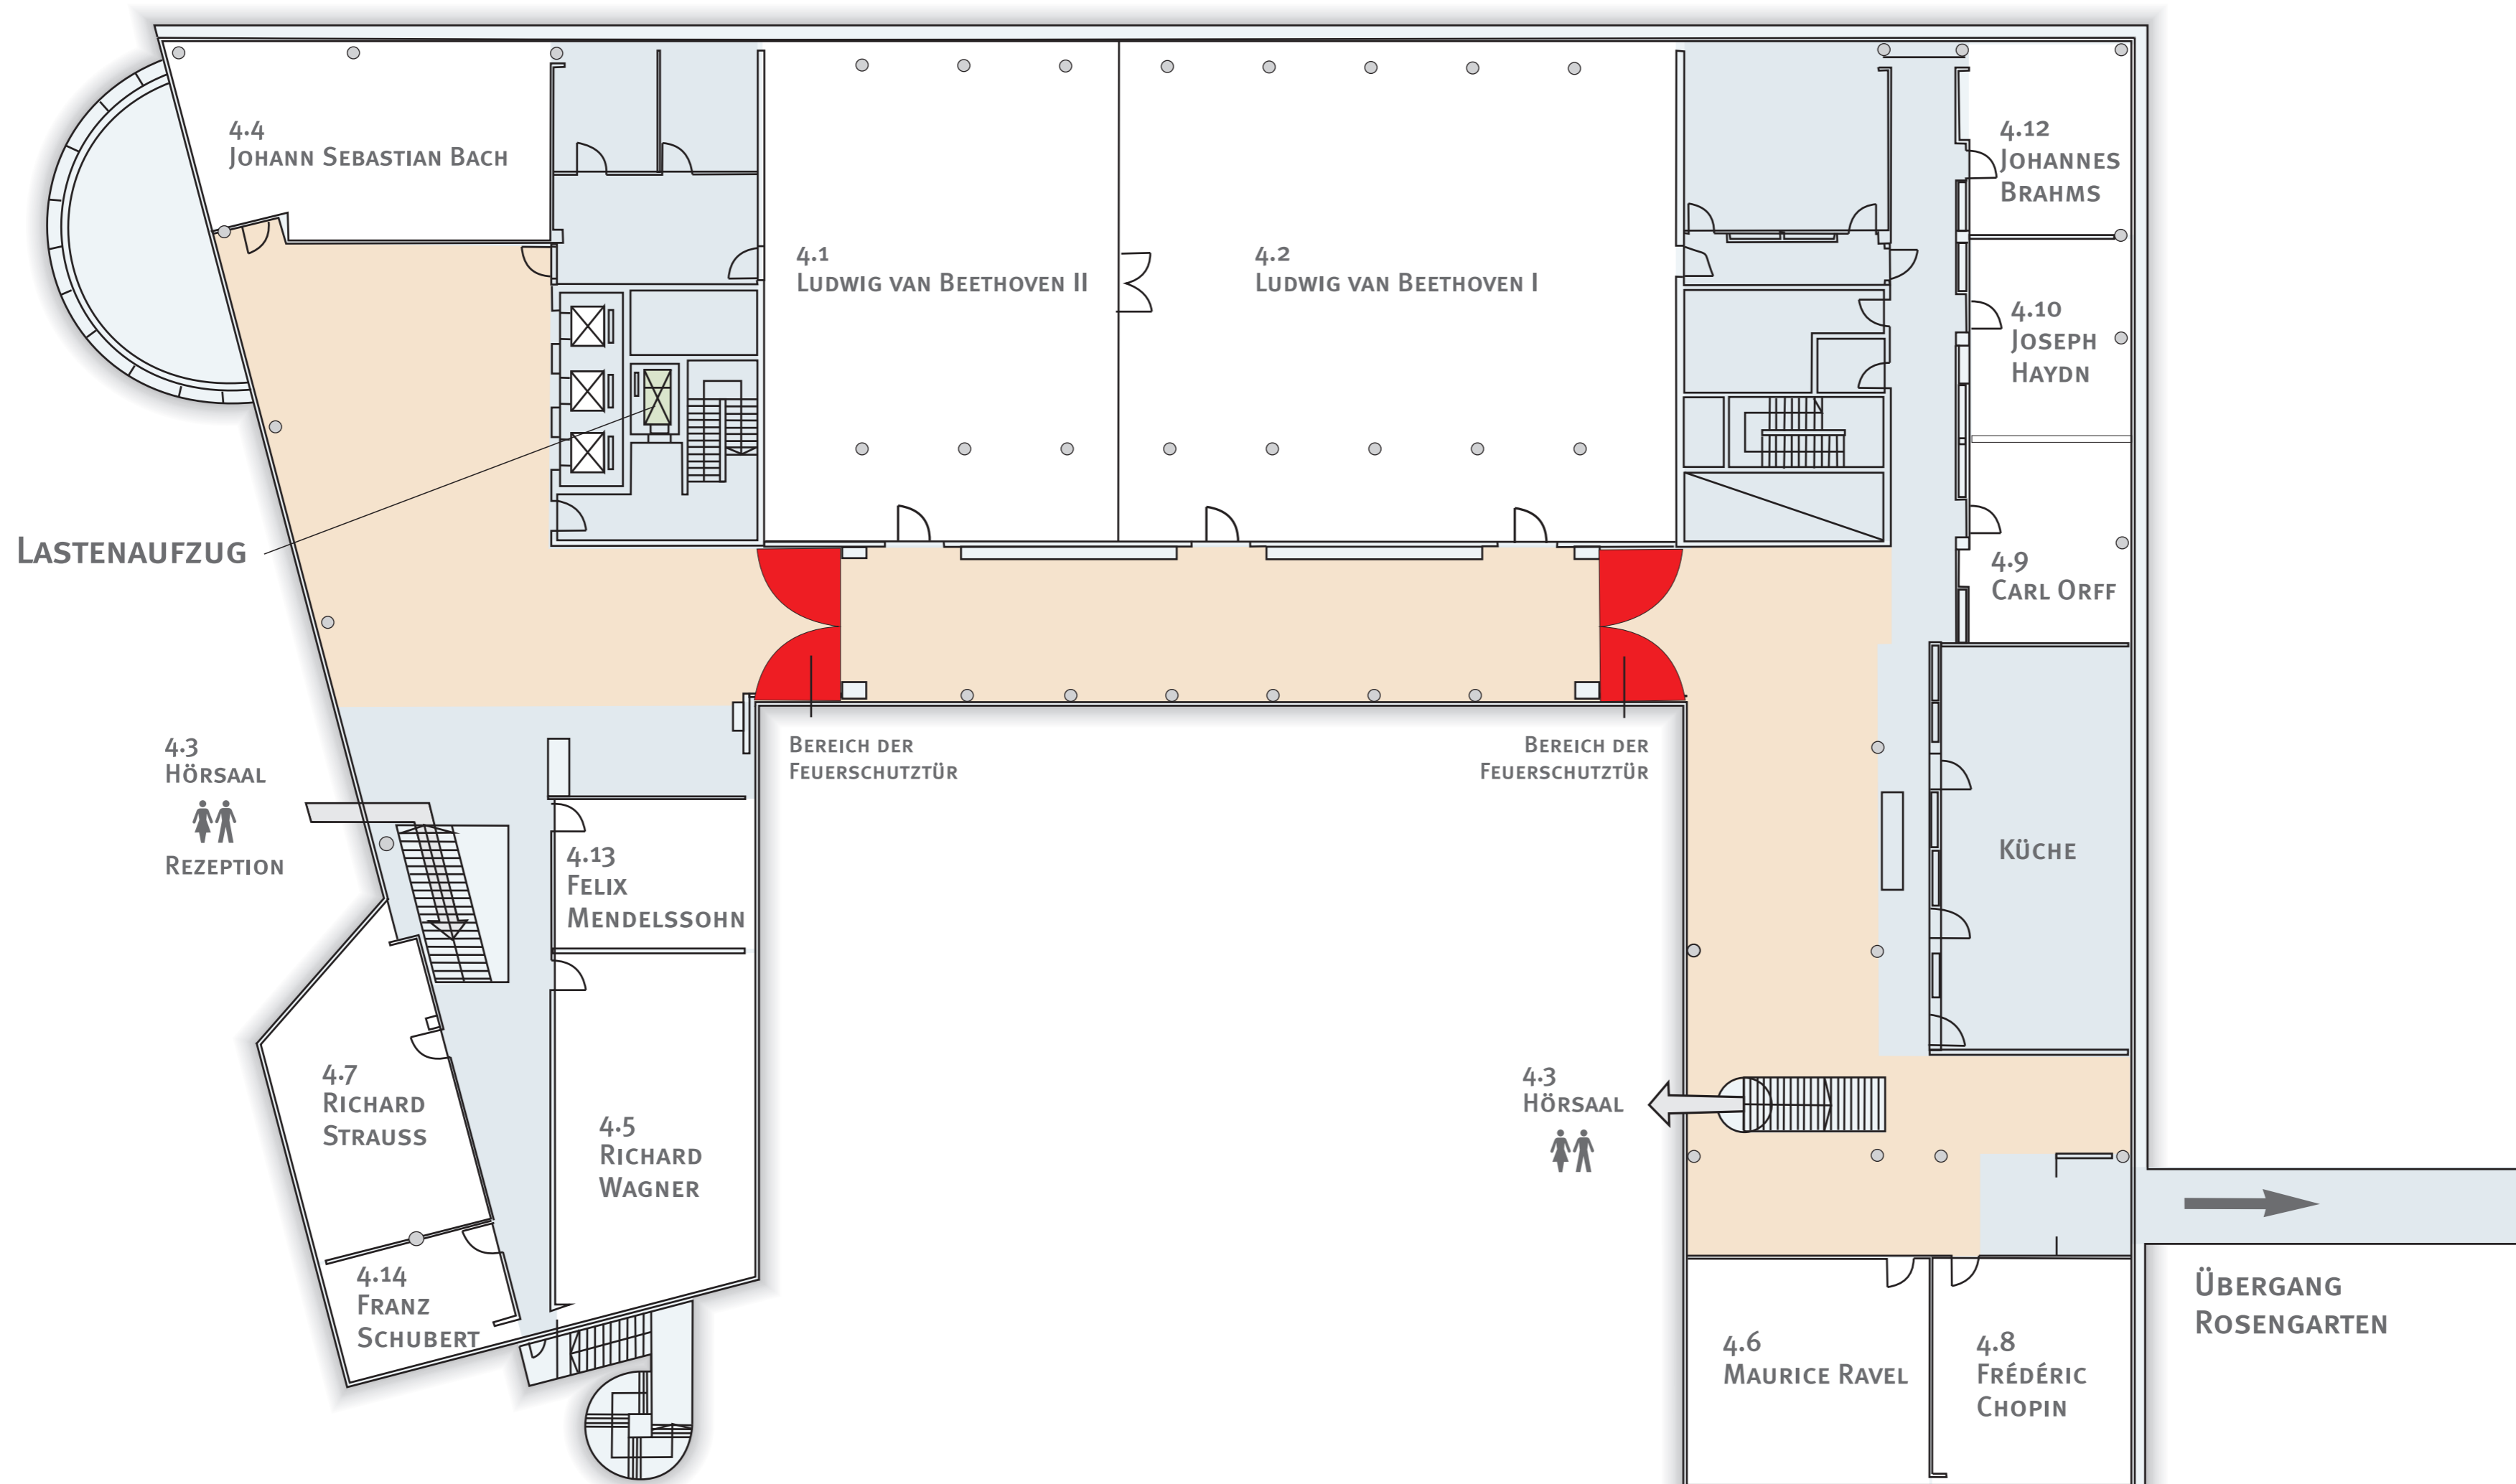 4.4
Johann Sebastian Bach
4.1
Ludwig van Beethoven II
4.2
Ludwig van Beethoven I
4.12
Johannes
Brahms
4.10
Joseph
Haydn
4.9
Carl Orff
Lastenaufzug
Bereich der
Feuerschutztür
Bereich der
Feuerschutztür
4.3
Hörsaal
Rezeption
4.13
Felix
Mendelssohn
Küche
4.7
Richard
Strauss
4.5
Richard
Wagner
4.3
Hörsaal
4.14
Franz
Schubert
4.6
Maurice Ravel
4.8
Frédéric
Chopin
Übergang
Rosengarten